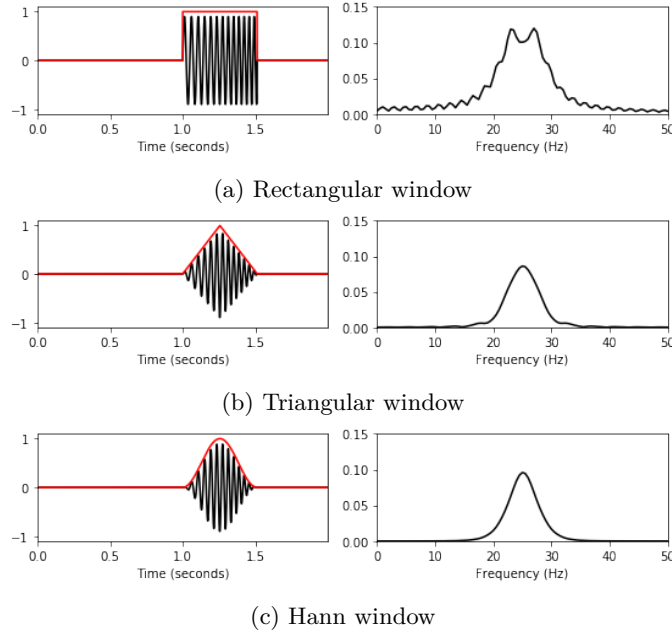 1
0
−1
0.0 0.5 1.0 1.5
Time (seconds)
0.15
0.10
0.05
0.00
0 10 20 30 40 50
Frequency (Hz)
(a) Rectangular window
1
0
−1
0.0 0.5 1.0 1.5
Time (seconds)
0.15
0.10
0.05
0.00
0 10 20 30 40 50
Frequency (Hz)
(b) Triangular window
1
0
−1
0.0 0.5 1.0 1.5
Time (seconds)
0.15
0.10
0.05
0.00
0 10 20 30 40 50
Frequency (Hz)
(c) Hann window